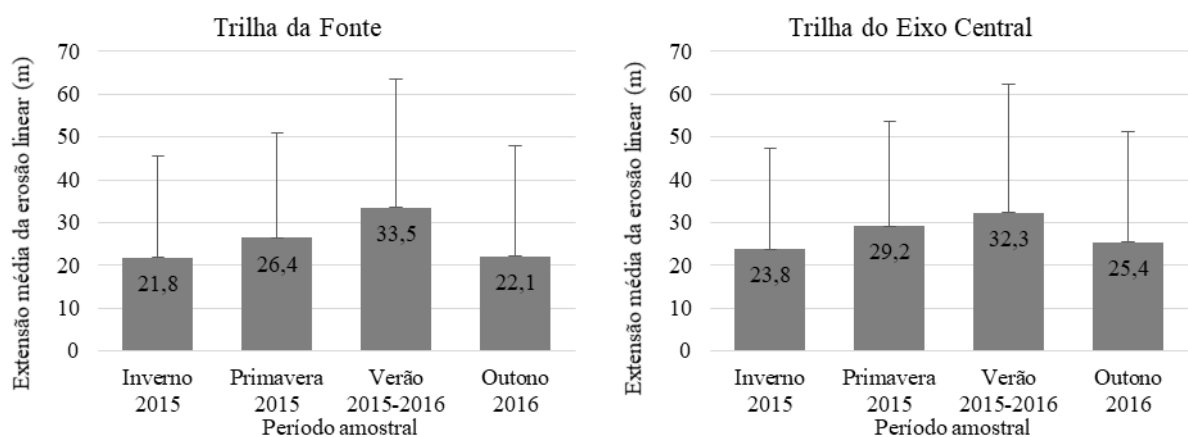 Trilha da Fonte
Extensão média da erosão linear (m)
70
60
50
40
30
20
10
0
21,8
26,4
33,5
22,1
Inverno Primavera Verão Outono
2015 2015 2015-2016 2016
Período amostral
Trilha do Eixo Central
Extensão média da erosão linear (m)
70
60
50
40
30
20
10
0
23,8
29,2
32,3
25,4
Inverno Primavera Verão Outono
2015 2015 2015-2016 2016
Período amostral